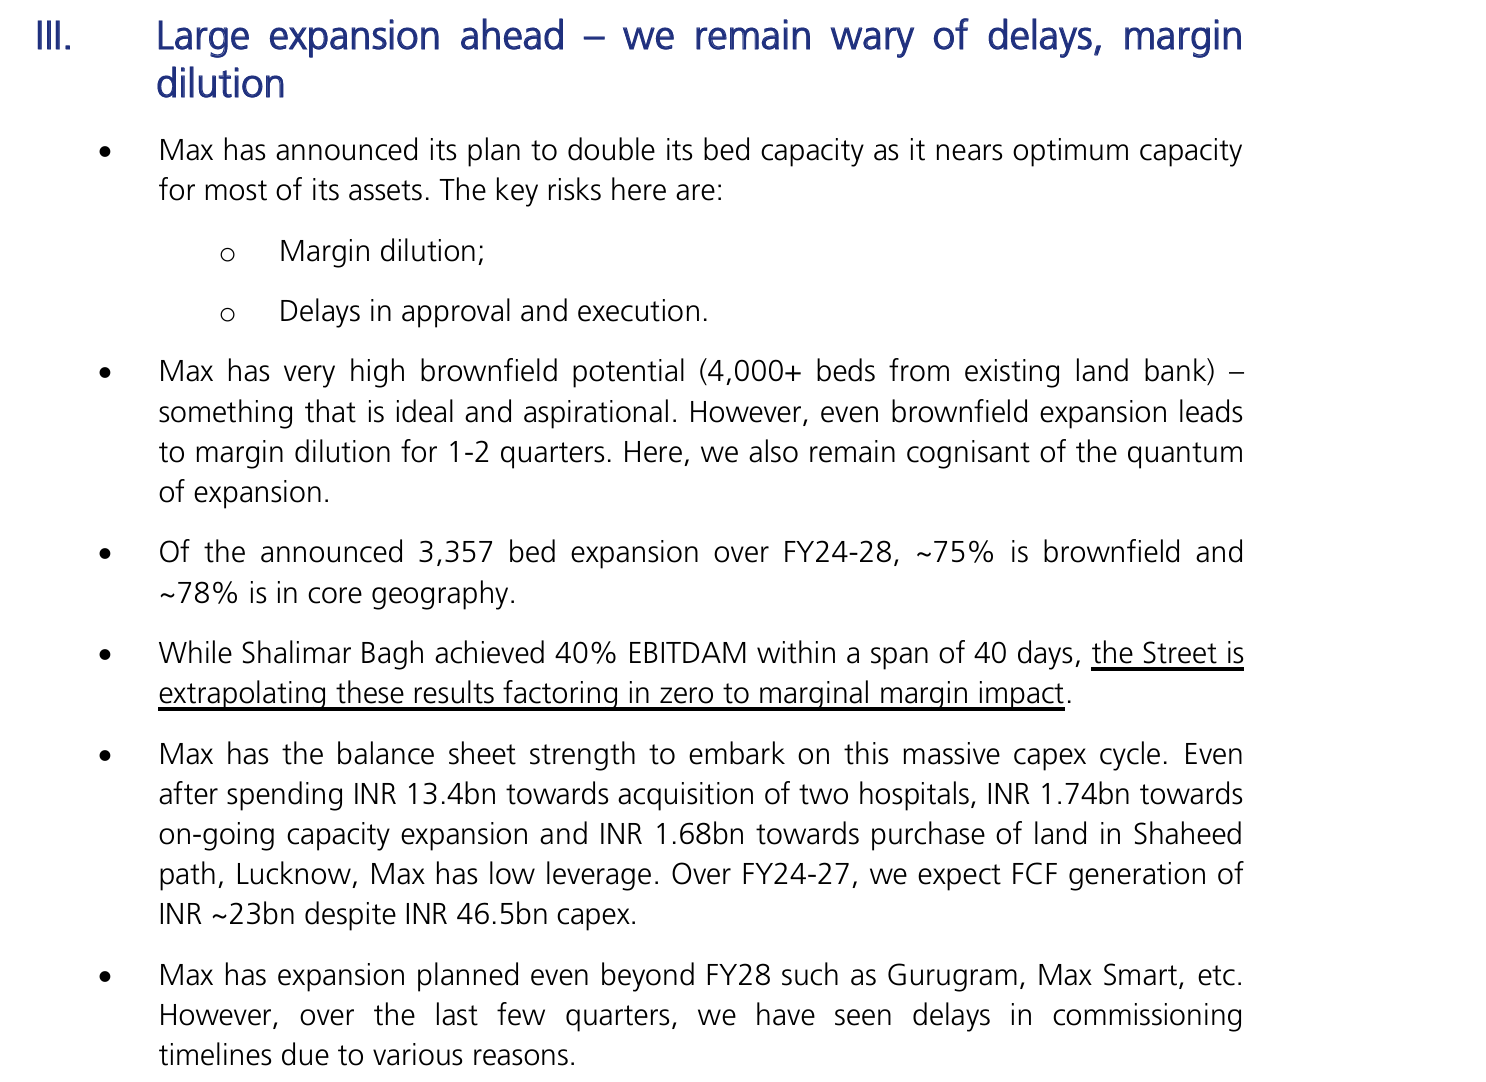 III. Large expansion ahead – we remain wary of delays, margin
dilution
• Max has announced its plan to double its bed capacity as it nears optimum capacity
for most of its assets. The key risks here are:
o Margin dilution;
o Delays in approval and execution.
• Max has very high brownfield potential (4,000+ beds from existing land bank) –
something that is ideal and aspirational. However, even brownfield expansion leads
to margin dilution for 1-2 quarters. Here, we also remain cognisant of the quantum
of expansion.
• Of the announced 3,357 bed expansion over FY24-28, ~75% is brownfield and
~78% is in core geography.
• While Shalimar Bagh achieved 40% EBITDAM within a span of 40 days, the Street is
extrapolating these results factoring in zero to marginal margin impact.
• Max has the balance sheet strength to embark on this massive capex cycle. Even
after spending INR 13.4bn towards acquisition of two hospitals, INR 1.74bn towards
on-going capacity expansion and INR 1.68bn towards purchase of land in Shaheed
path, Lucknow, Max has low leverage. Over FY24-27, we expect FCF generation of
INR ~23bn despite INR 46.5bn capex.
• Max has expansion planned even beyond FY28 such as Gurugram, Max Smart, etc.
However, over the last few quarters, we have seen delays in commissioning
timelines due to various reasons.